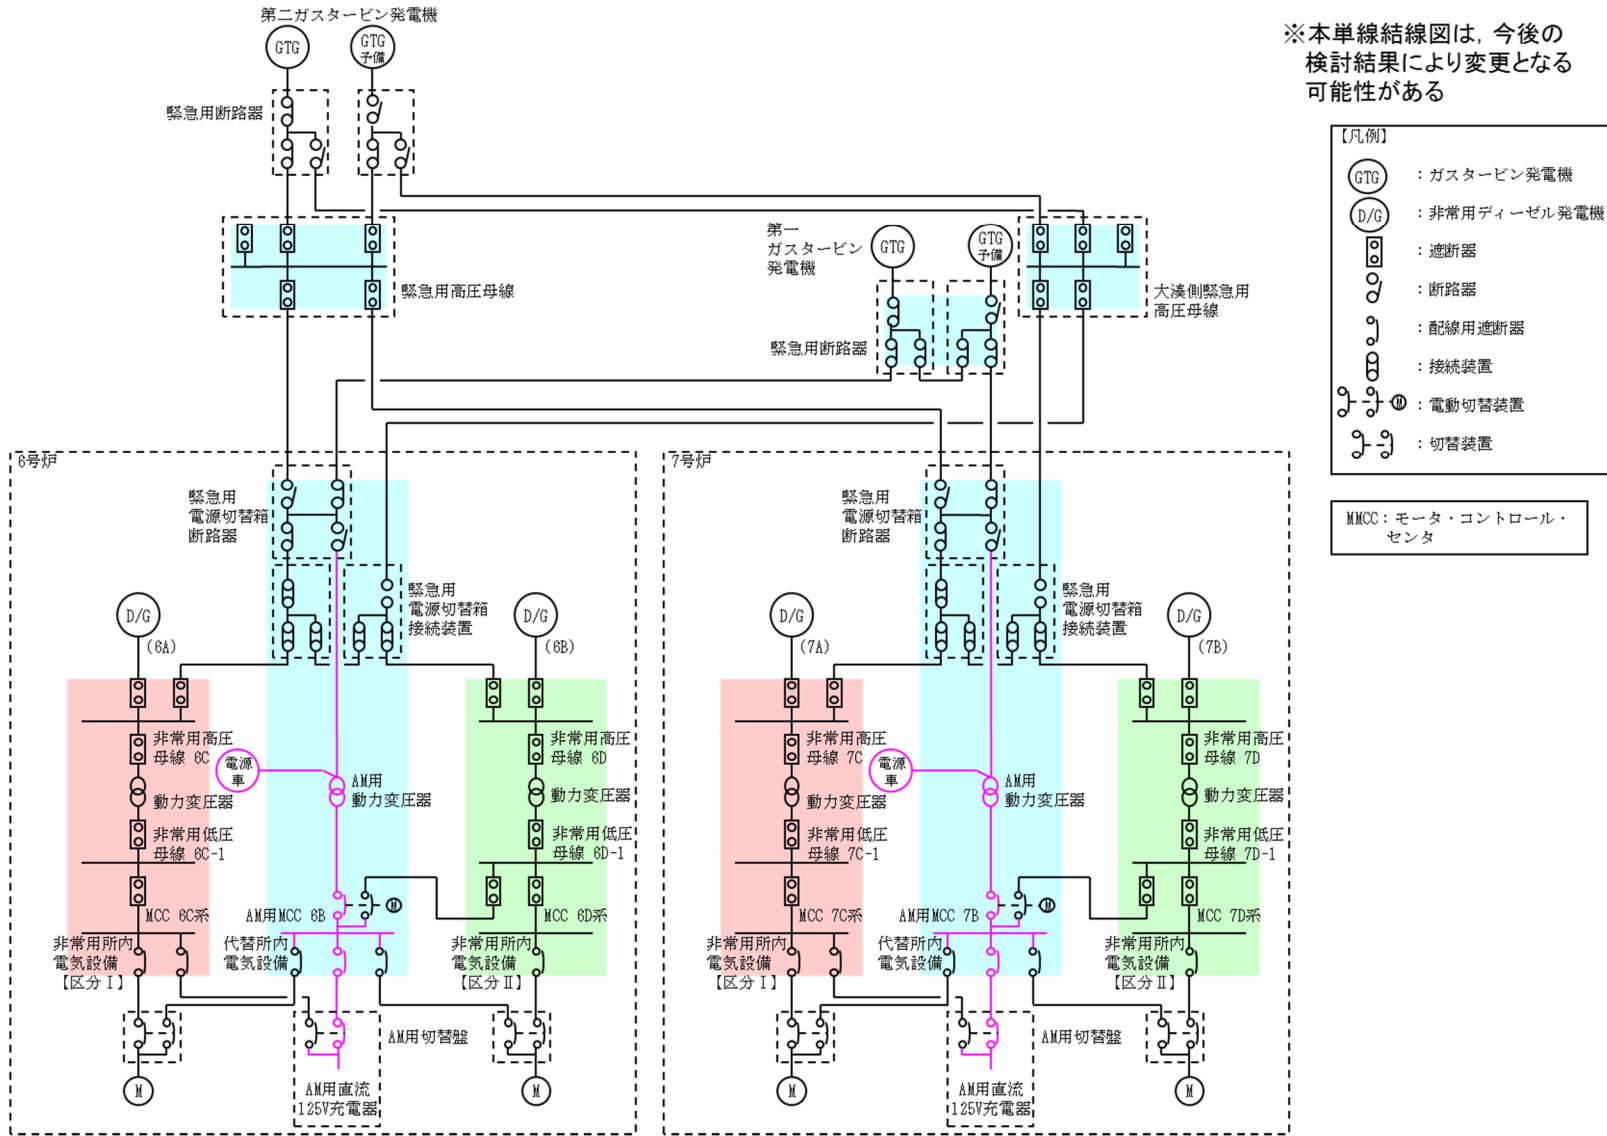 第二ガスタービン発電機
GTG
GTG
予備
緊急用断路器
※本単線結線図は，今後の
検討結果により変更となる
可能性がある
【凡例】
GTG
：ガスタービン発電機
D/G
：非常用ディーゼル発電機
：遮断器
：断路器
：配線用遮断器
：接続装置
M
：電動切替装置
：切替装置
MMCC：モータ・コントロール・
センタ
緊急用高圧母線
第一
ガスタービン
発電機
GTG
GTG
予備
緊急用断路器
大湊側緊急用
高圧母線
6号炉
緊急用
電源切替箱
断路器
緊急用
電源切替箱
接続装置
D/G
(6A)
D/G
(6B)
非常用高圧
母線 6C
電源
車
AM用
動力変圧器
非常用高圧
母線 6D
動力変圧器
動力変圧器
非常用低圧
母線 6C-1
非常用低圧
母線 6D-1
MCC 6C系
AM用MCC 6B
M
MCC 6D系
非常用所内
電気設備
【区分Ⅰ】
代替所内
電気設備
非常用所内
電気設備
【区分Ⅱ】
AM用切替盤
M
AM用直流
125V充電器
M
7号炉
緊急用
電源切替箱
断路器
緊急用
電源切替箱
接続装置
D/G
(7A)
D/G
(7B)
非常用高圧
母線 7C
電源
車
AM用
動力変圧器
非常用高圧
母線 7D
動力変圧器
動力変圧器
非常用低圧
母線 7C-1
非常用低圧
母線 7D-1
MCC 7C系
AM用MCC 7B
M
MCC 7D系
非常用所内
電気設備
【区分Ⅰ】
代替所内
電気設備
非常用所内
電気設備
【区分Ⅱ】
AM用切替盤
M
AM用直流
125V充電器
M